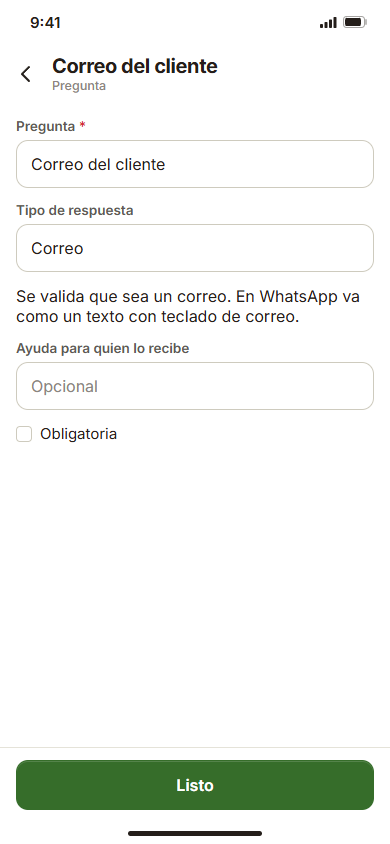 9:41
Correo del cliente
Pregunta
Pregunta *
Correo del cliente
Tipo de respuesta
Correo
Se valida que sea un correo. En WhatsApp va
como un texto con teclado de correo.
Ayuda para quien lo recibe
Opcional
Obligatoria
Listo